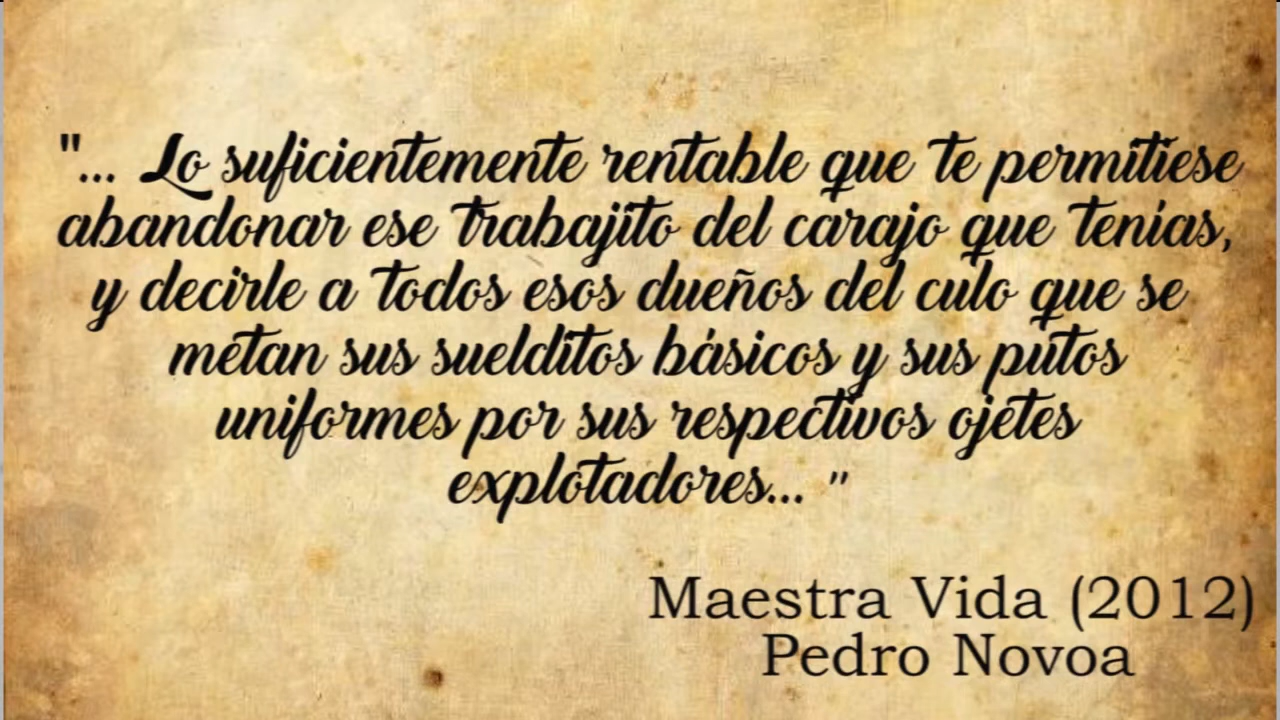 "... Lo suficientemente rentable que te permitiese
abandonar ese trabajito del carajo que tenías,
y decirle a todos esos dueños del culo que se
metan sus suelditos básicos y sus putos
uniformes por sus respectivos ojetes
explotadores... "
Maestra Vida (2012)
Pedro Novoa